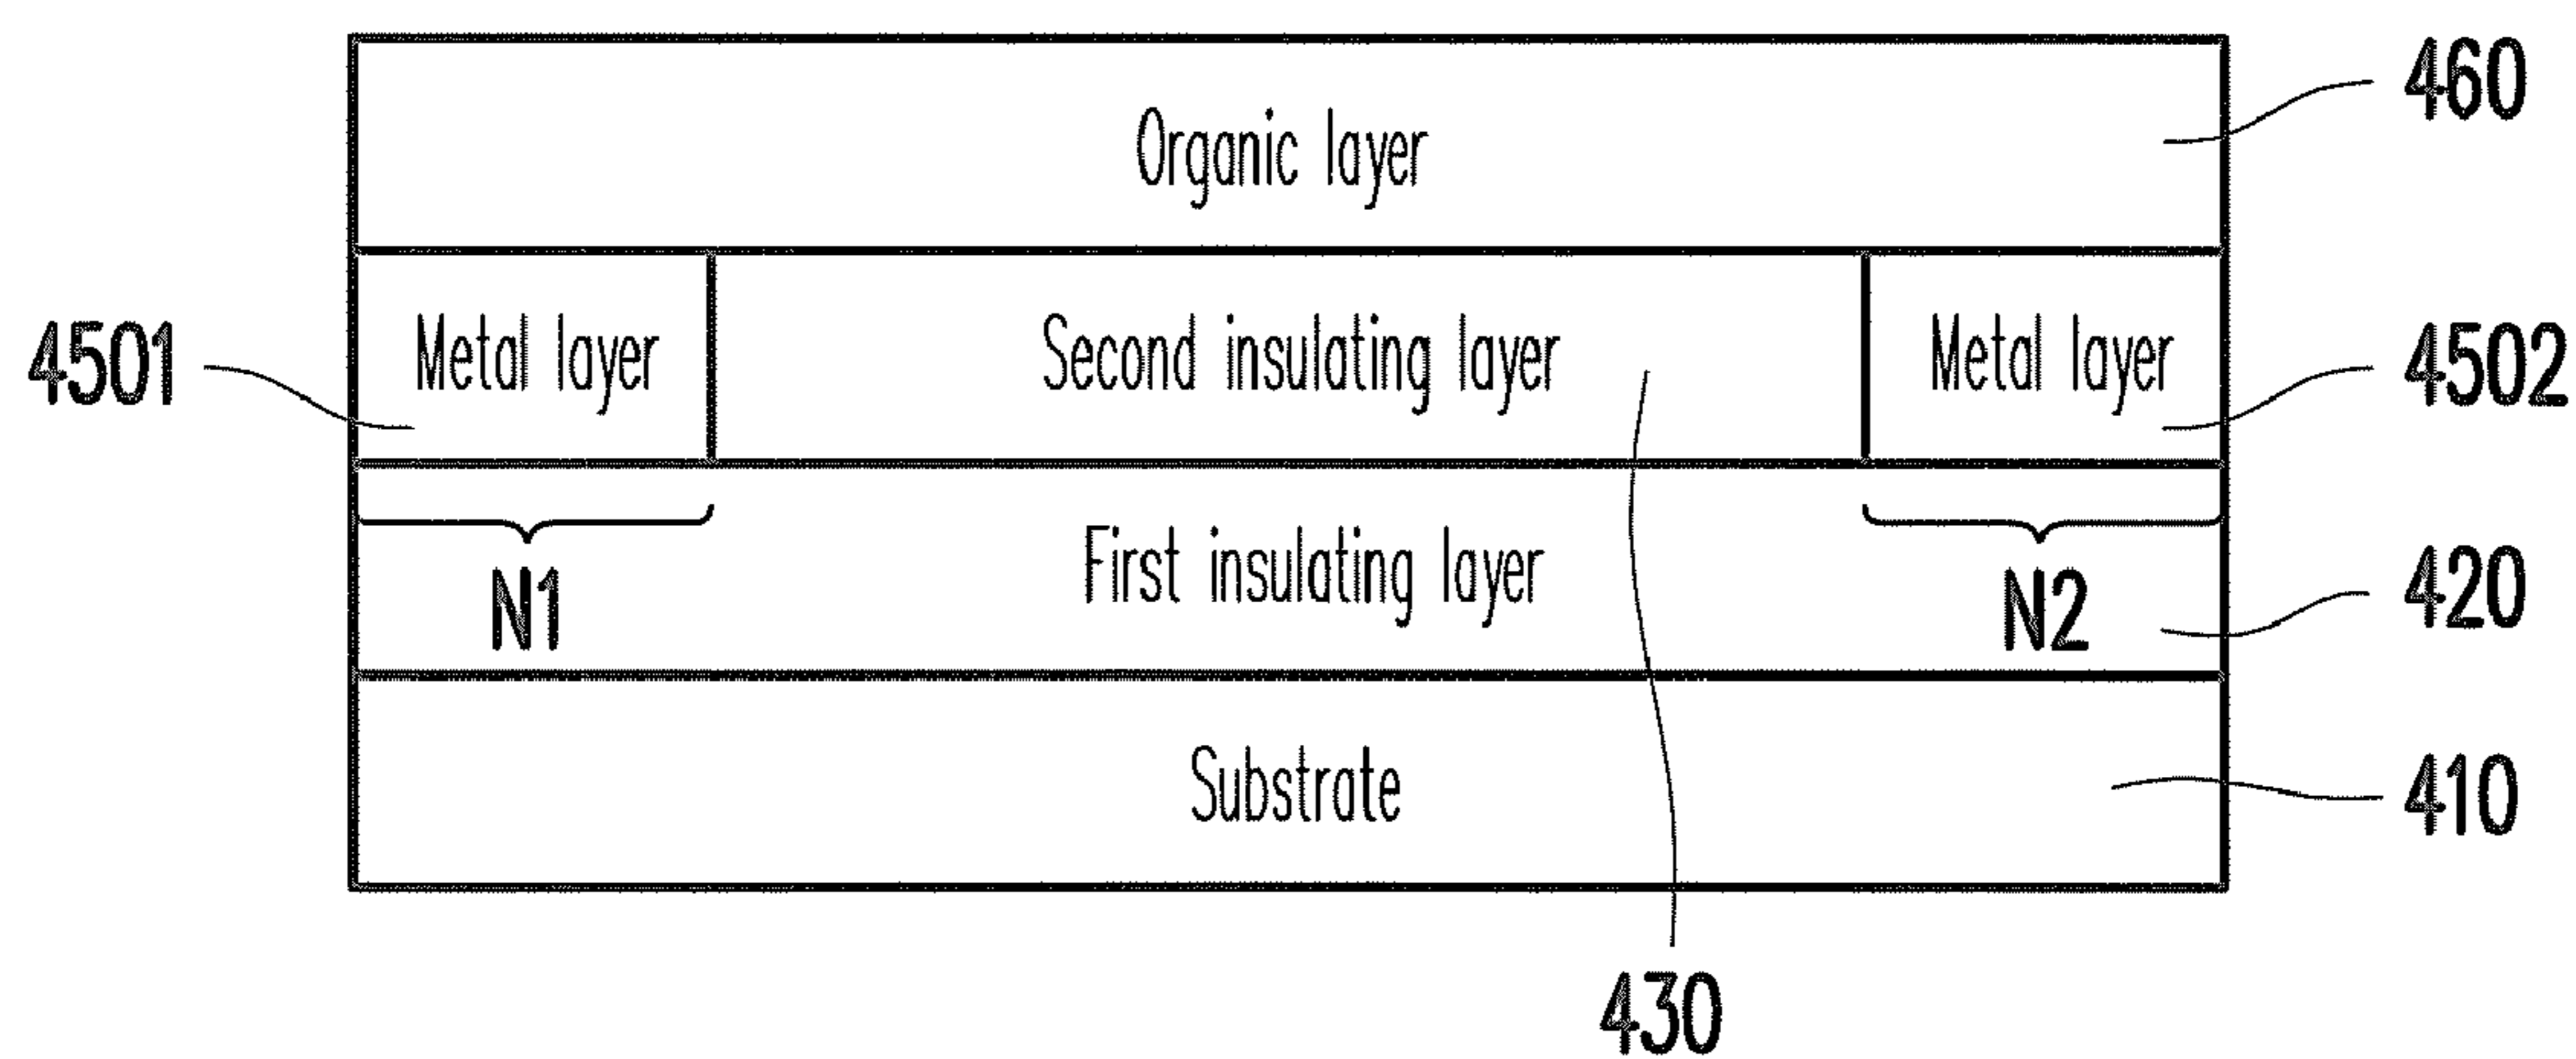 460
Organic layer
4501
Metal layer
Second insulating layer
Metal layer
4502
First insulating layer
N1
N2
420
Substrate
410
430